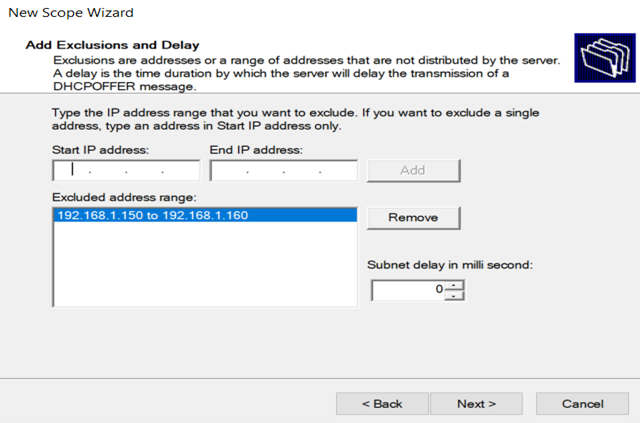 New Scope Wizard
Add Exclusions and Delay
Exclusions are addresses or a range of addresses that are not distributed by the server.
A delay is the time duration by which the server will delay the transmission of a
DHCPOFFER message.
Type the IP address range that you want to exclude. If you want to exclude a single
address, type an address in Start IP address only.
Start IP address:
End IP address:
Add
Excluded address range:
192.168.1.150 to 192.168.1.160
Remove
Subnet delay in milli second:
0
< Back
Next >
Cancel